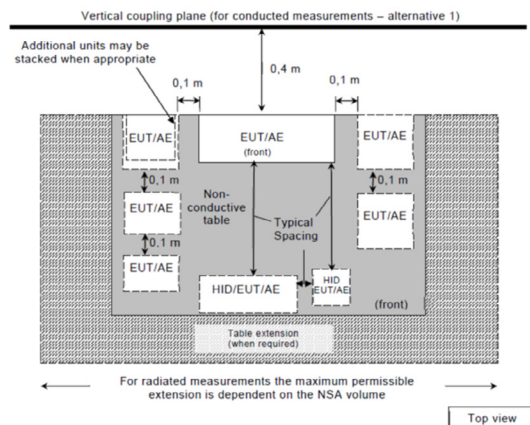 Vertical coupling plane (for conducted measurements – alternative 1)
Additional units may be
stacked when appropriate
0,1 m
0,4 m
0,1 m
EUT/AE
EUT/AE
(front)
EUT/AE
0,1 m
0,1 m
Non-
conductive
table
Typical
Spacing
EUT/AE
EUT/AE
0,1 m
EUT/AE
HID/EUT/AE
HID
EUT/AE
(front)
Table extension
(when required)
For radiated measurements the maximum permissible
extension is dependent on the NSA volume
Top view